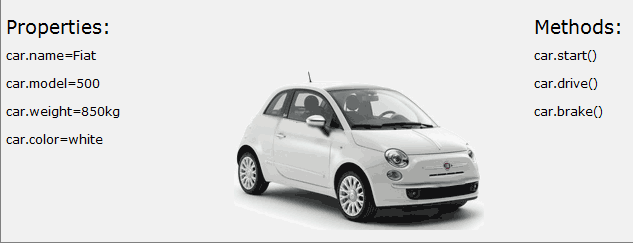 Properties:
car.name=Fiat
car.model=500
car.weight=850kg
car.color=white
Methods:
car.start()
car.drive()
car.brake()